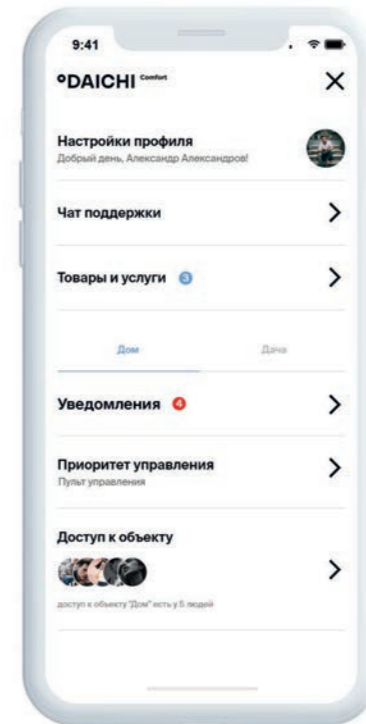 9:41
°DAICHI Comfort
Настройки профиля
Добрый день, Александр Александров!
Чат поддержки
Товары и услуги 3
Дом Дача
Уведомления 4
Приоритет управления
Пульт управления
Доступ к объекту
доступ к объекту "Дом" есть у 5 людей